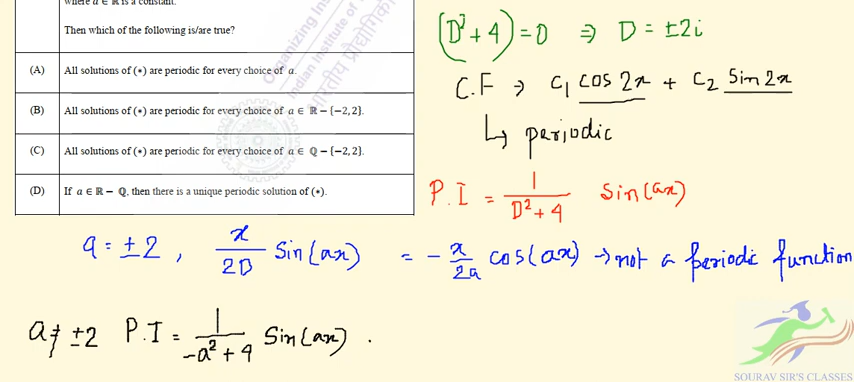 where a ∈ ℝ is a constant.
Then which of the following is/are true?
(A) All solutions of (*) are periodic for every choice of a.
(B) All solutions of (*) are periodic for every choice of a ∈ ℝ − {−2, 2}.
(C) All solutions of (*) are periodic for every choice of a ∈ ℚ − {−2, 2}.
(D) If a ∈ ℝ − ℚ, then there is a unique periodic solution of (*).
(D² + 4) = 0 ⇒ D = ±2i
C.F → c₁ cos 2x + c₂ sin 2x
↳ periodic
P.I = 1/(D² + 4) sin(ax)
a = ±2, x/2D sin(ax) = − x/2a cos(ax) → not a periodic function
a ≠ ±2 P.I = 1/(−a² + 4) sin(ax).
SOURAV SIR'S CLASSES